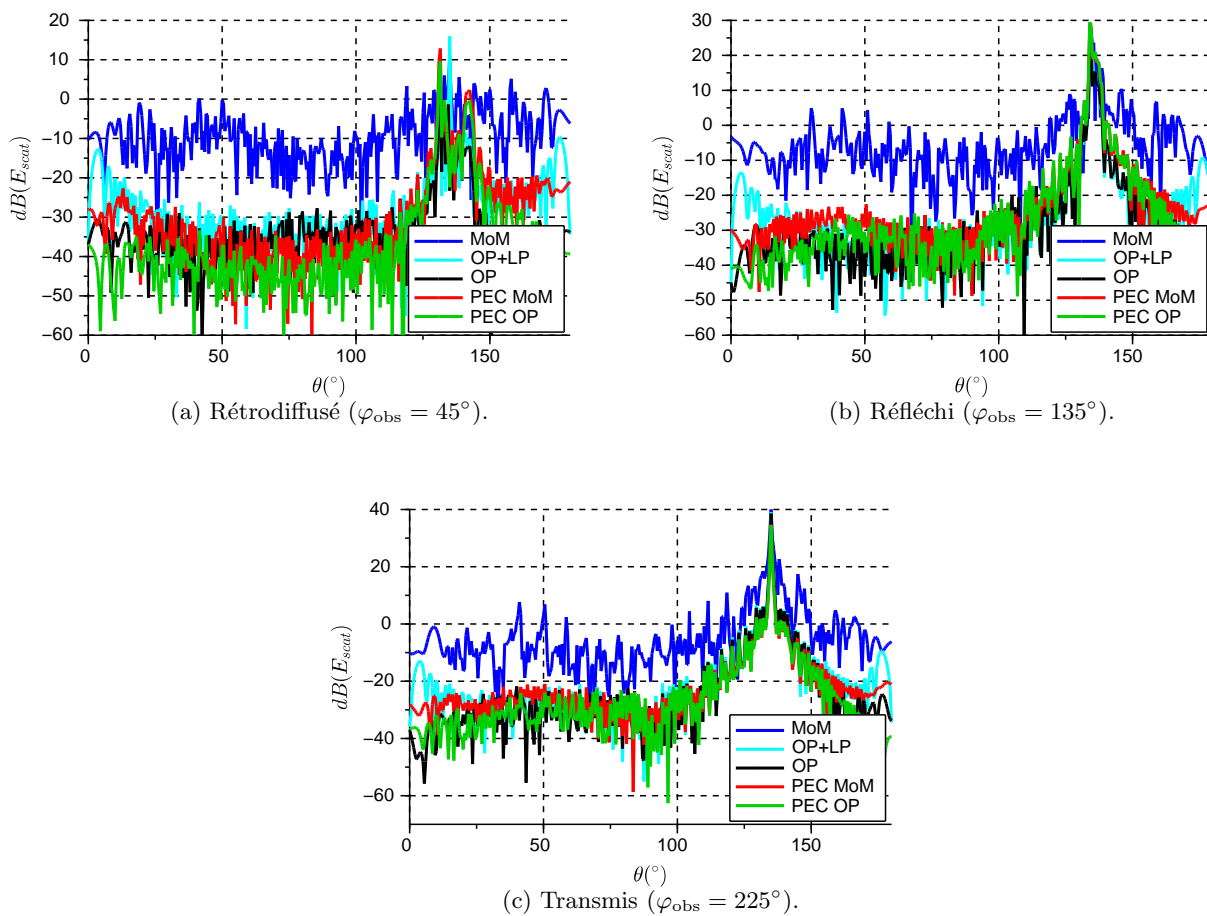 20
10
0
−10
−20
−30
−40
−50
−60
dB(E_scat)
MoM
OP+LP
OP
PEC MoM
PEC OP
0 50 100 150
θ(°)
(a) Rétrodiffusé (φobs = 45°).
30
20
10
0
−10
−20
−30
−40
−50
−60
dB(E_scat)
MoM
OP+LP
OP
PEC MoM
PEC OP
0 50 100 150
θ(°)
(b) Réfléchi (φobs = 135°).
40
20
0
−20
−40
−60
dB(E_scat)
MoM
OP+LP
OP
PEC MoM
PEC OP
0 50 100 150
θ(°)
(c) Transmis (φobs = 225°).